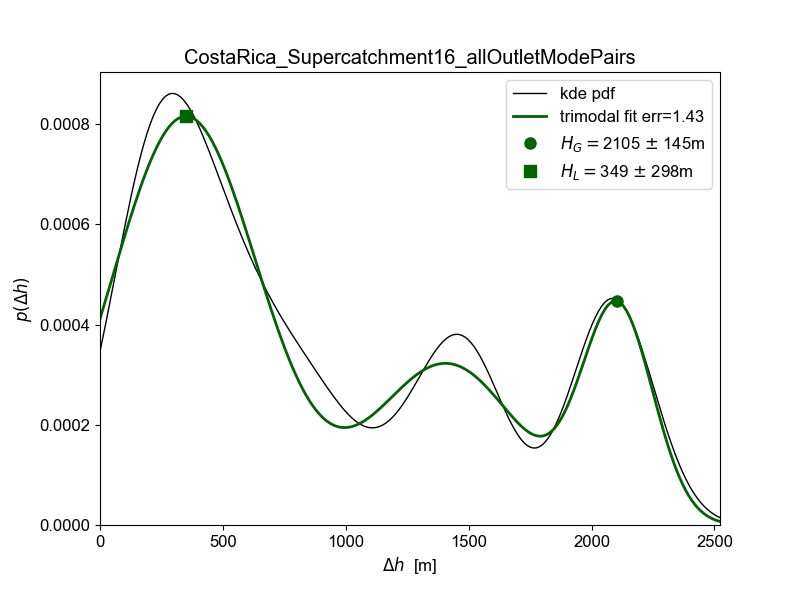 CostaRica_Supercatchment16_allOutletModePairs
kde pdf
trimodal fit err=1.43
H_G = 2105 ± 145m
H_L = 349 ± 298m
p(Δh)
0.0008
0.0006
0.0004
0.0002
0.0000
0 500 1000 1500 2000 2500
Δh [m]